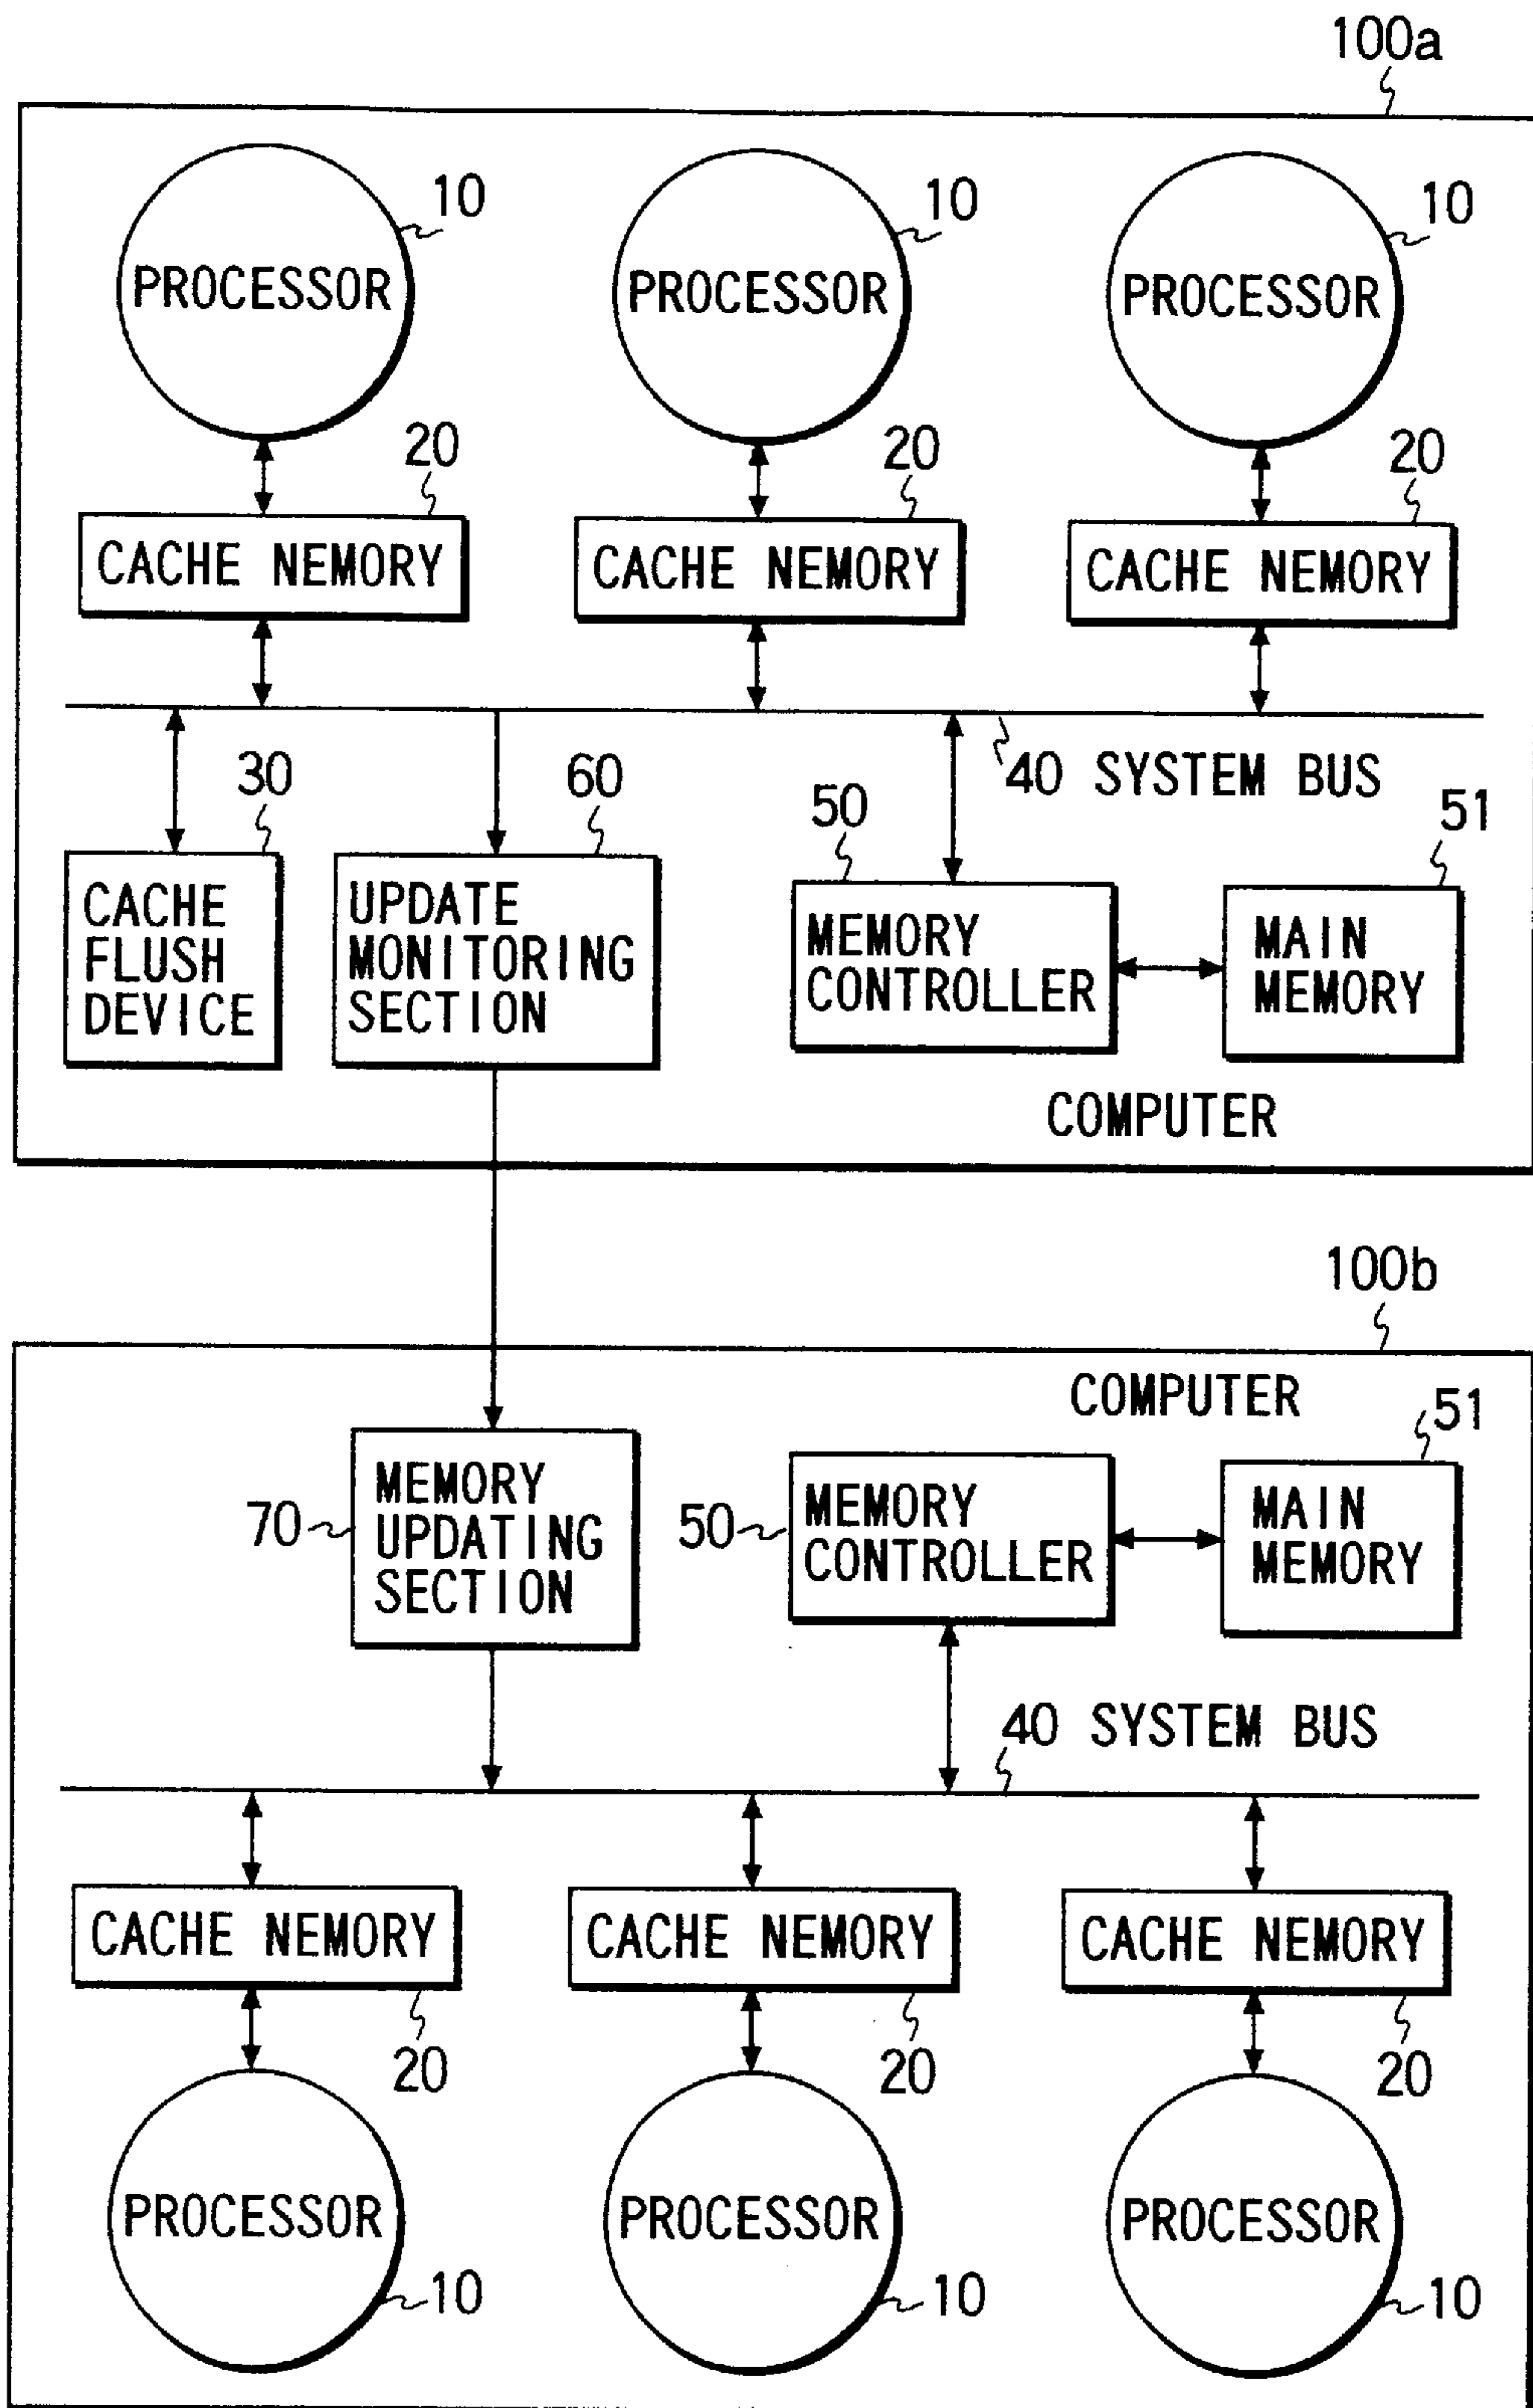 100a
10
10
10
PROCESSOR
PROCESSOR
PROCESSOR
20
20
20
CACHE NEMORY
CACHE NEMORY
CACHE NEMORY
40 SYSTEM BUS
30
60
50
51
CACHE
FLUSH
DEVICE
UPDATE
MONITORING
SECTION
MEMORY
CONTROLLER
MAIN
MEMORY
COMPUTER
100b
COMPUTER
51
70
MEMORY
UPDATING
SECTION
50
MEMORY
CONTROLLER
MAIN
MEMORY
40 SYSTEM BUS
CACHE NEMORY
CACHE NEMORY
CACHE NEMORY
20
20
20
PROCESSOR
PROCESSOR
PROCESSOR
10
10
10